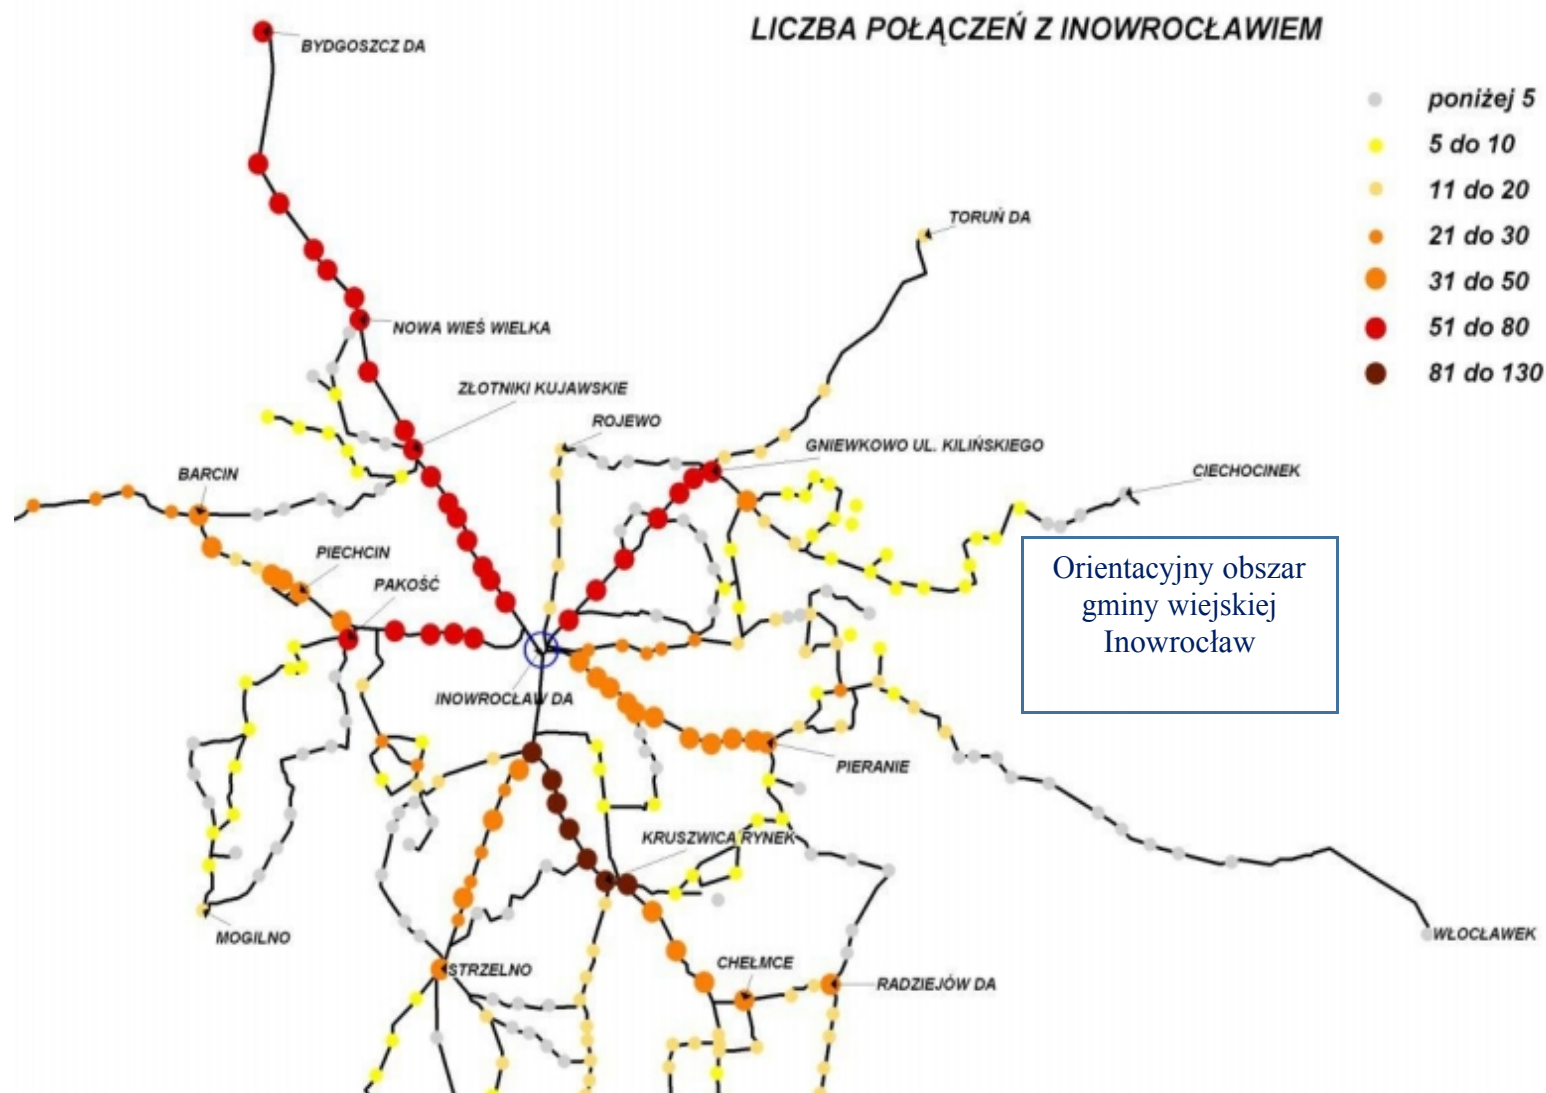 LICZBA POŁĄCZEŃ Z INOWROCŁAWIEM
BYDGOSZCZ DA
poniżej 5
5 do 10
11 do 20
21 do 30
31 do 50
51 do 80
81 do 130
TORUŃ DA
NOWA WIEŚ WIELKA
ZŁOTNIKI KUJAWSKIE
ROJEWO
GNIEWKOWO UL. KILIŃSKIEGO
CIECHOCINEK
BARCIN
PIECHCIN
PAKOŚĆ
Orientacyjny obszar
gminy wiejskiej
Inowrocław
INOWROCŁAW DA
PIERANIE
KRUSZWICA RYNEK
MOGILNO
WŁOCŁAWEK
STRZELNO
CHEŁMCE
RADZIEJÓW DA